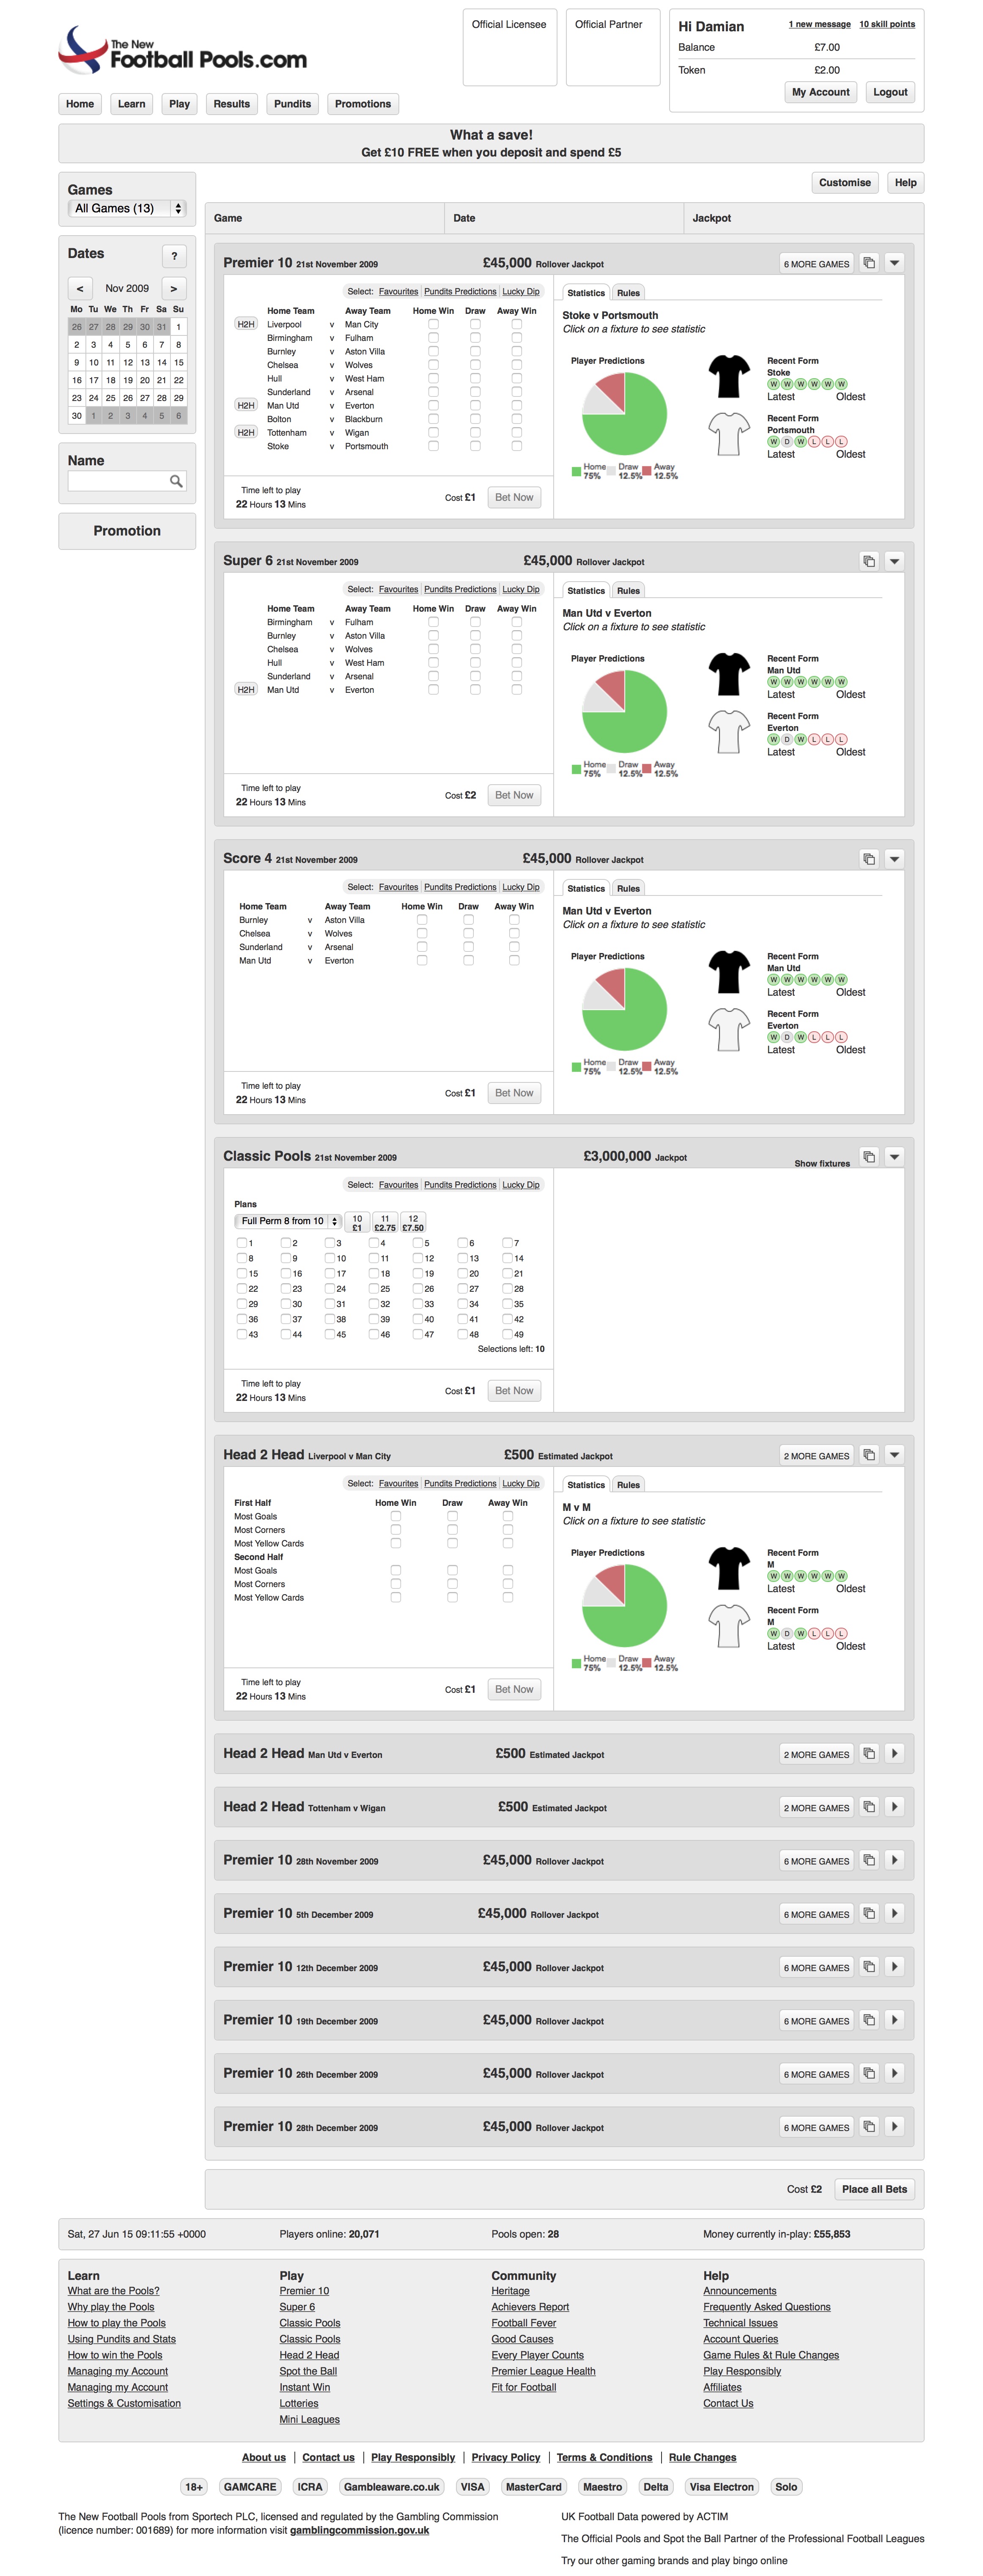 The New
Football Pools.com
Official Licensee
Official Partner
Hi Damian
1 new message
10 skill points
Balance £7.00
Token £2.00
My Account
Logout
Home
Learn
Play
Results
Pundits
Promotions
What a save!
Get £10 FREE when you deposit and spend £5
Games
All Games (13)
Dates
?
< Nov 2009 >
Mo Tu We Th Fr Sa Su
26 27 28 29 30 31 1
2 3 4 5 6 7 8
9 10 11 12 13 14 15
16 17 18 19 20 21 22
23 24 25 26 27 28 29
30 1 2 3 4 5 6
Name
Promotion
Customise
Help
Game
Date
Jackpot
Premier 10 21st November 2009 £45,000 Rollover Jackpot 6 MORE GAMES
Select: Favourites Pundits Predictions Lucky Dip
Home Team Away Team Home Win Draw Away Win
H2H Liverpool v Man City
Birmingham v Fulham
Burnley v Aston Villa
Chelsea v Wolves
Hull v West Ham
Sunderland v Arsenal
H2H Man Utd v Everton
Bolton v Blackburn
H2H Tottenham v Wigan
Stoke v Portsmouth
Time left to play
22 Hours 13 Mins
Cost £1 Bet Now
Statistics Rules
Stoke v Portsmouth
Click on a fixture to see statistic
Player Predictions
Home 75%
Draw 12.5%
Away 12.5%
Recent Form
Stoke
W W W W W W
Latest Oldest
Recent Form
Portsmouth
W D W L L L
Latest Oldest
Super 6 21st November 2009 £45,000 Rollover Jackpot
Select: Favourites Pundits Predictions Lucky Dip
Home Team Away Team Home Win Draw Away Win
Birmingham v Fulham
Burnley v Aston Villa
Chelsea v Wolves
Hull v West Ham
Sunderland v Arsenal
H2H Man Utd v Everton
Time left to play
22 Hours 13 Mins
Cost £2 Bet Now
Statistics Rules
Man Utd v Everton
Click on a fixture to see statistic
Player Predictions
Home 75%
Draw 12.5%
Away 12.5%
Recent Form
Man Utd
W W W W W W
Latest Oldest
Recent Form
Everton
W D W L L L
Latest Oldest
Score 4 21st November 2009 £45,000 Rollover Jackpot
Select: Favourites Pundits Predictions Lucky Dip
Home Team Away Team Home Win Draw Away Win
Burnley v Aston Villa
Chelsea v Wolves
Sunderland v Arsenal
Man Utd v Everton
Time left to play
22 Hours 13 Mins
Cost £1 Bet Now
Statistics Rules
Man Utd v Everton
Click on a fixture to see statistic
Player Predictions
Home 75%
Draw 12.5%
Away 12.5%
Recent Form
Man Utd
W W W W W W
Latest Oldest
Recent Form
Everton
W D W L L L
Latest Oldest
Classic Pools 21st November 2009 £3,000,000 Jackpot Show fixtures
Select: Favourites Pundits Predictions Lucky Dip
Plans
Full Perm 8 from 10
10 £1
11 £2.75
12 £7.50
1 2 3 4 5 6 7
8 9 10 11 12 13 14
15 16 17 18 19 20 21
22 23 24 25 26 27 28
29 30 31 32 33 34 35
36 37 38 39 40 41 42
43 44 45 46 47 48 49
Selections left: 10
Time left to play
22 Hours 13 Mins
Cost £1 Bet Now
Head 2 Head Liverpool v Man City £500 Estimated Jackpot 2 MORE GAMES
Select: Favourites Pundits Predictions Lucky Dip
First Half Home Win Draw Away Win
Most Goals
Most Corners
Most Yellow Cards
Second Half
Most Goals
Most Corners
Most Yellow Cards
Time left to play
22 Hours 13 Mins
Cost £1 Bet Now
Statistics Rules
M v M
Click on a fixture to see statistic
Player Predictions
Home 75%
Draw 12.5%
Away 12.5%
Recent Form
M
W W W W W W
Latest Oldest
Recent Form
M
W D W L L L
Latest Oldest
Head 2 Head Man Utd v Everton £500 Estimated Jackpot 2 MORE GAMES
Head 2 Head Tottenham v Wigan £500 Estimated Jackpot 2 MORE GAMES
Premier 10 28th November 2009 £45,000 Rollover Jackpot 6 MORE GAMES
Premier 10 5th December 2009 £45,000 Rollover Jackpot 6 MORE GAMES
Premier 10 12th December 2009 £45,000 Rollover Jackpot 6 MORE GAMES
Premier 10 19th December 2009 £45,000 Rollover Jackpot 6 MORE GAMES
Premier 10 26th December 2009 £45,000 Rollover Jackpot 6 MORE GAMES
Premier 10 28th December 2009 £45,000 Rollover Jackpot 6 MORE GAMES
Cost £2 Place all Bets
Sat, 27 Jun 15 09:11:55 +0000 Players online: 20,071 Pools open: 28 Money currently in-play: £55,853
Learn
What are the Pools?
Why play the Pools
How to play the Pools
Using Pundits and Stats
How to win the Pools
Managing my Account
Managing my Account
Settings & Customisation
Play
Premier 10
Super 6
Classic Pools
Classic Pools
Head 2 Head
Spot the Ball
Instant Win
Lotteries
Mini Leagues
Community
Heritage
Achievers Report
Football Fever
Good Causes
Every Player Counts
Premier League Health
Fit for Football
Help
Announcements
Frequently Asked Questions
Technical Issues
Account Queries
Game Rules &t Rule Changes
Play Responsibly
Affiliates
Contact Us
About us | Contact us | Play Responsibly | Privacy Policy | Terms & Conditions | Rule Changes
18+ GAMCARE ICRA Gambleaware.co.uk VISA MasterCard Maestro Delta Visa Electron Solo
The New Football Pools from Sportech PLC, licensed and regulated by the Gambling Commission
(licence number: 001689) for more information visit gamblingcommission.gov.uk
UK Football Data powered by ACTIM
The Official Pools and Spot the Ball Partner of the Professional Football Leagues
Try our other gaming brands and play bingo online